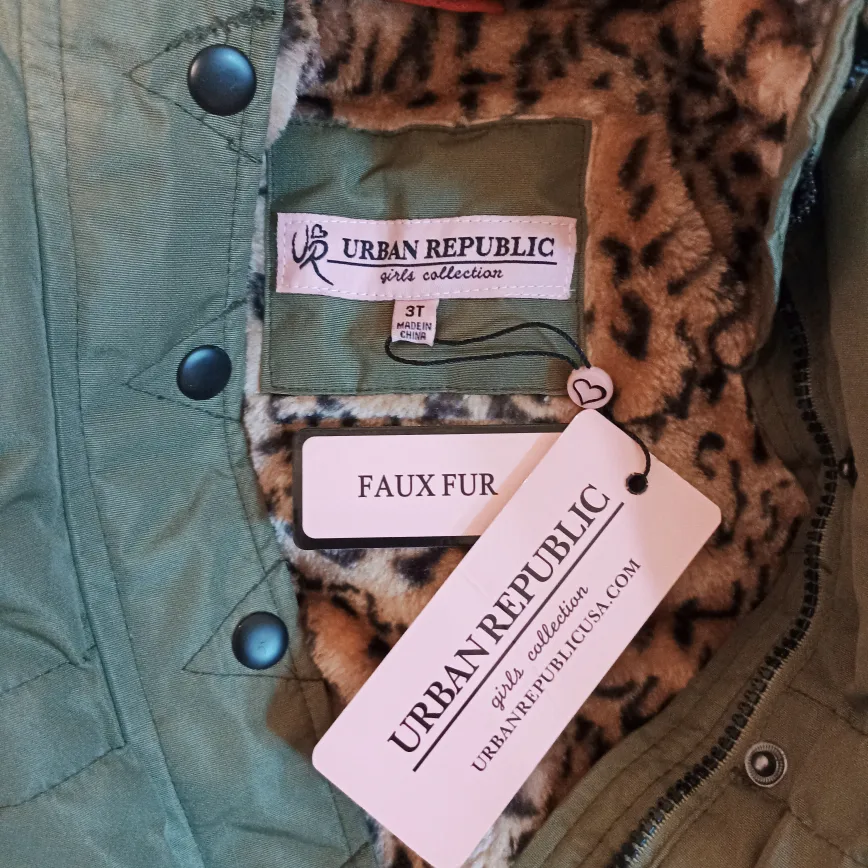 UR URBAN REPUBLIC
girls collection
3T
MADE IN
CHINA
FAUX FUR
URBAN REPUBLIC
girls collection
URBANREPUBLICUSA.COM